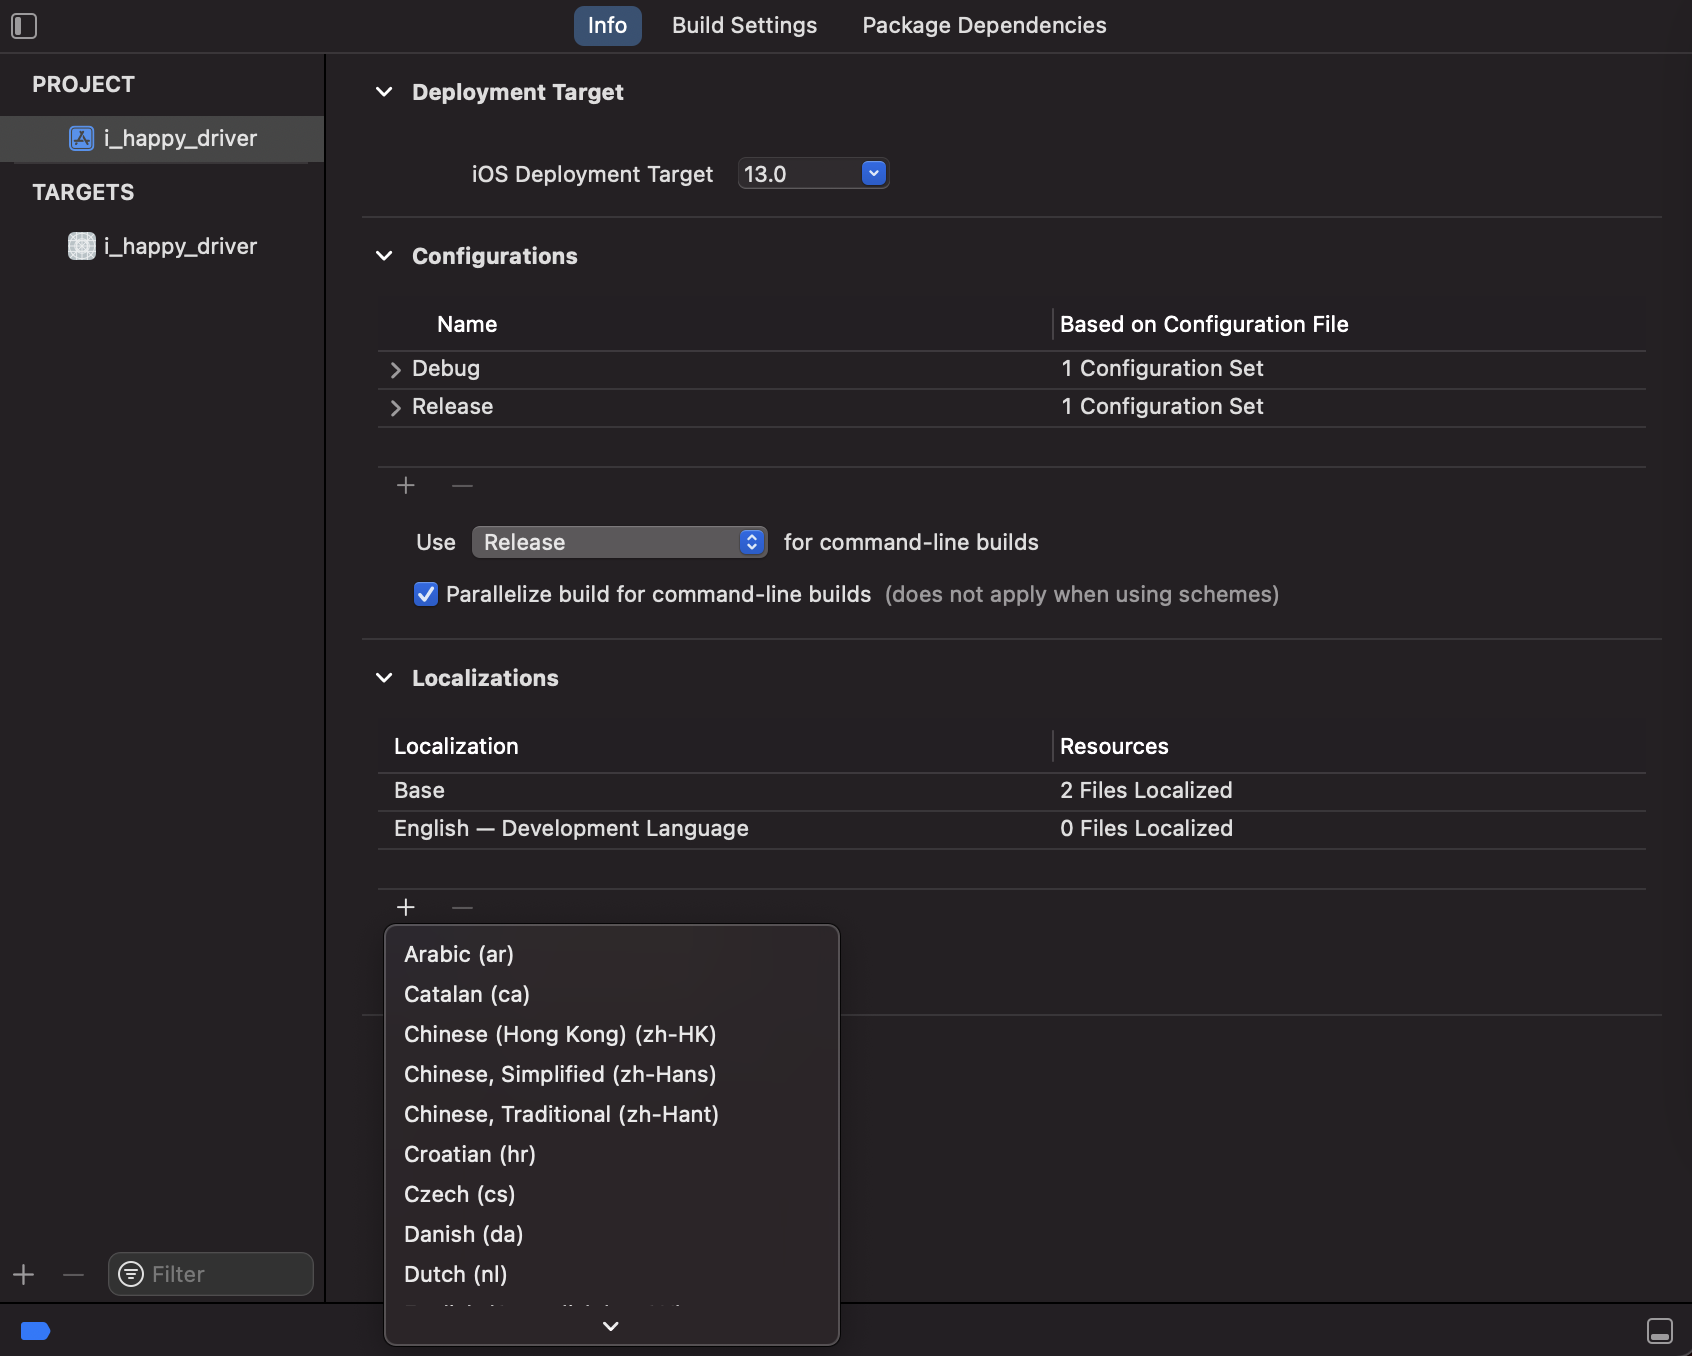 Info Build Settings Package Dependencies
PROJECT
i_happy_driver
TARGETS
i_happy_driver
Deployment Target
iOS Deployment Target 13.0
Configurations
Name Based on Configuration File
Debug 1 Configuration Set
Release 1 Configuration Set
Use Release for command-line builds
Parallelize build for command-line builds (does not apply when using schemes)
Localizations
Localization Resources
Base 2 Files Localized
English — Development Language 0 Files Localized
Arabic (ar)
Catalan (ca)
Chinese (Hong Kong) (zh-HK)
Chinese, Simplified (zh-Hans)
Chinese, Traditional (zh-Hant)
Croatian (hr)
Czech (cs)
Danish (da)
Dutch (nl)
Filter